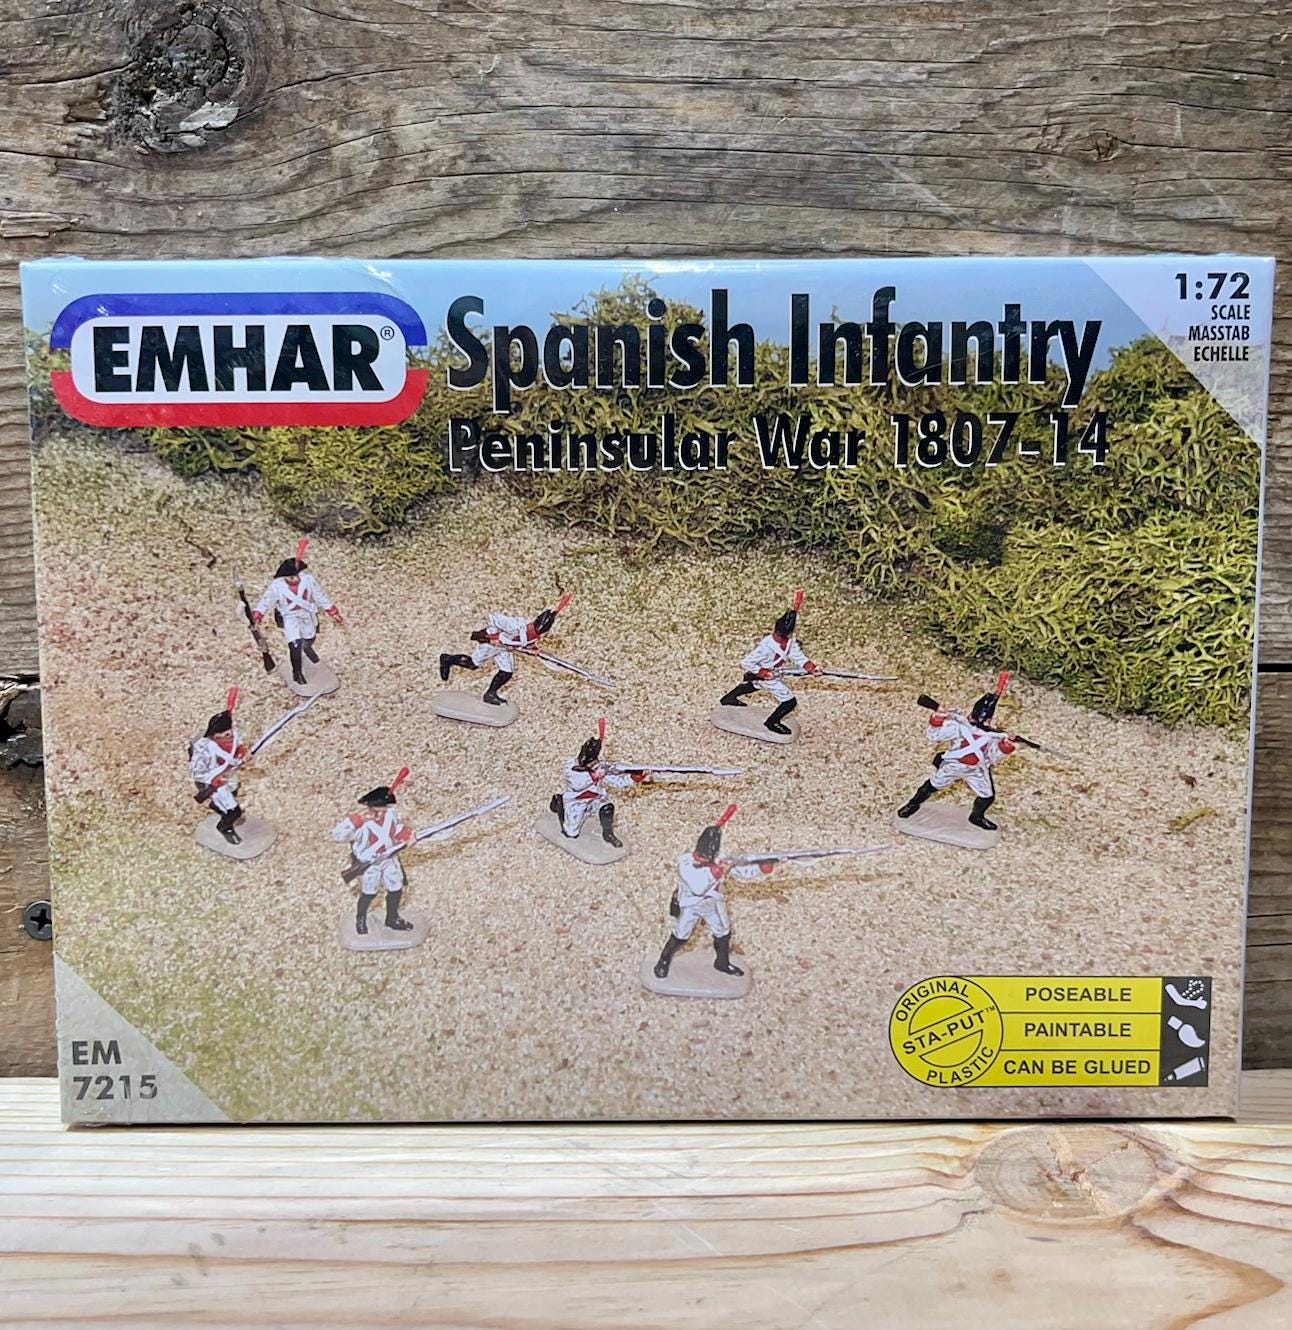 EMHAR®
Spanish Infantry
Peninsular War 1807-14
1:72
SCALE
MASSTAB
ECHELLE
EM
7215
ORIGINAL
STA-PUT™
PLASTIC
POSEABLE
PAINTABLE
CAN BE GLUED